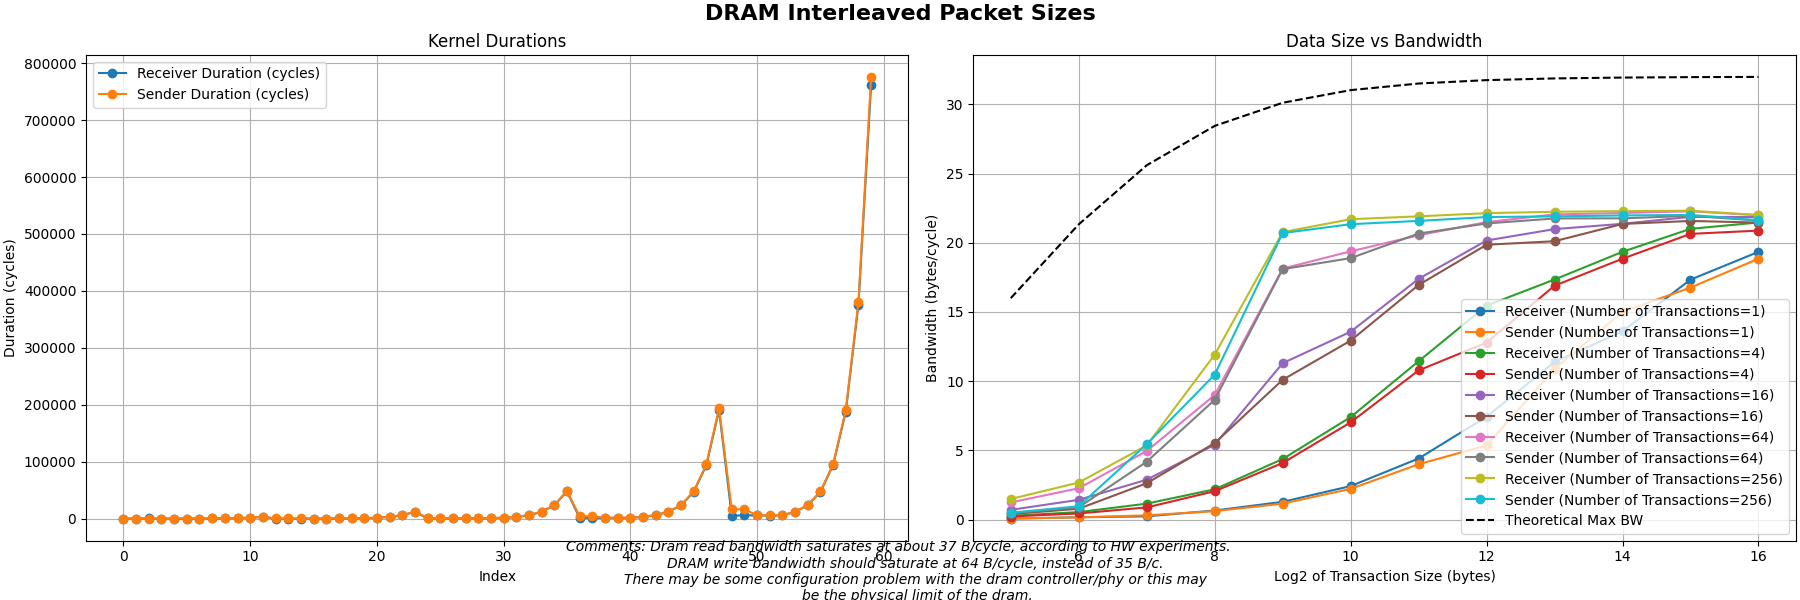 DRAM Interleaved Packet Sizes
Kernel Durations
Receiver Duration (cycles)
Sender Duration (cycles)
Duration (cycles)
800000
700000
600000
500000
400000
300000
200000
100000
0
0
10
20
30
40
50
60
Index
Data Size vs Bandwidth
Bandwidth (bytes/cycle)
30
25
20
15
10
5
0
Receiver (Number of Transactions=1)
Sender (Number of Transactions=1)
Receiver (Number of Transactions=4)
Sender (Number of Transactions=4)
Receiver (Number of Transactions=16)
Sender (Number of Transactions=16)
Receiver (Number of Transactions=64)
Sender (Number of Transactions=64)
Receiver (Number of Transactions=256)
Sender (Number of Transactions=256)
Theoretical Max BW
6
8
10
12
14
16
Log2 of Transaction Size (bytes)
Comments: Dram read bandwidth saturates at about 37 B/cycle, according to HW experiments.
DRAM write bandwidth should saturate at 64 B/cycle, instead of 35 B/c.
There may be some configuration problem with the dram controller/phy or this may
be the physical limit of the dram.